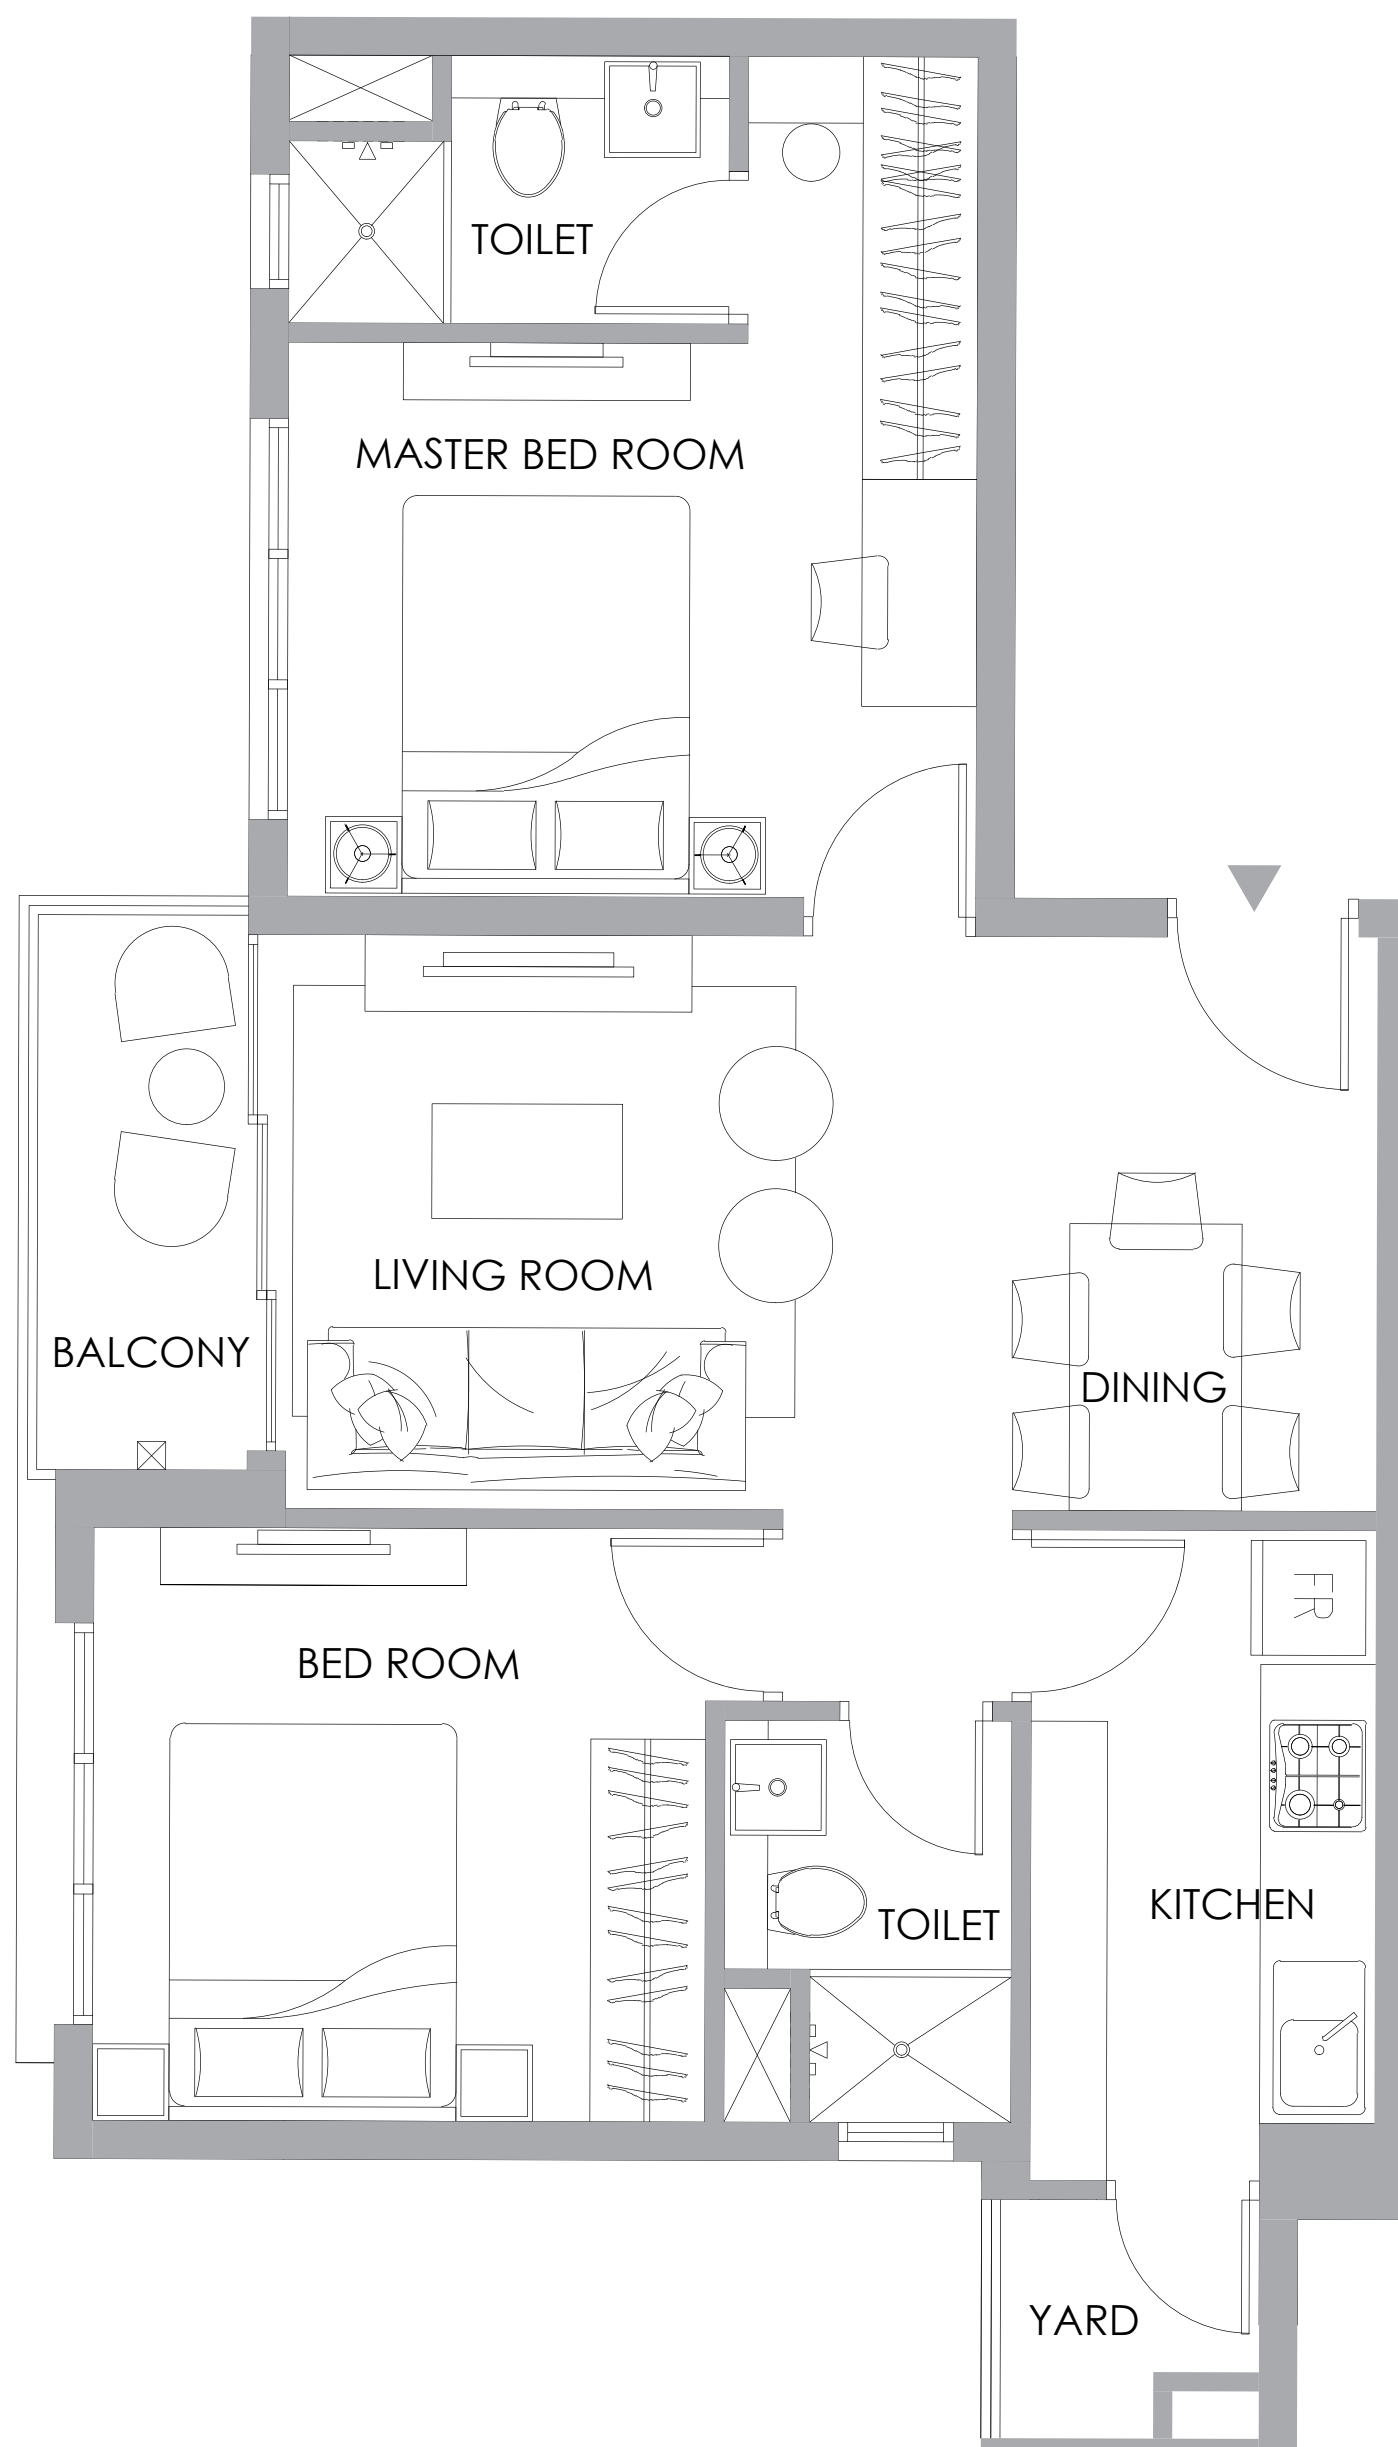 TOILET
MASTER BED ROOM
LIVING ROOM
BALCONY
DINING
FR
BED ROOM
KITCHEN
TOILET
YARD